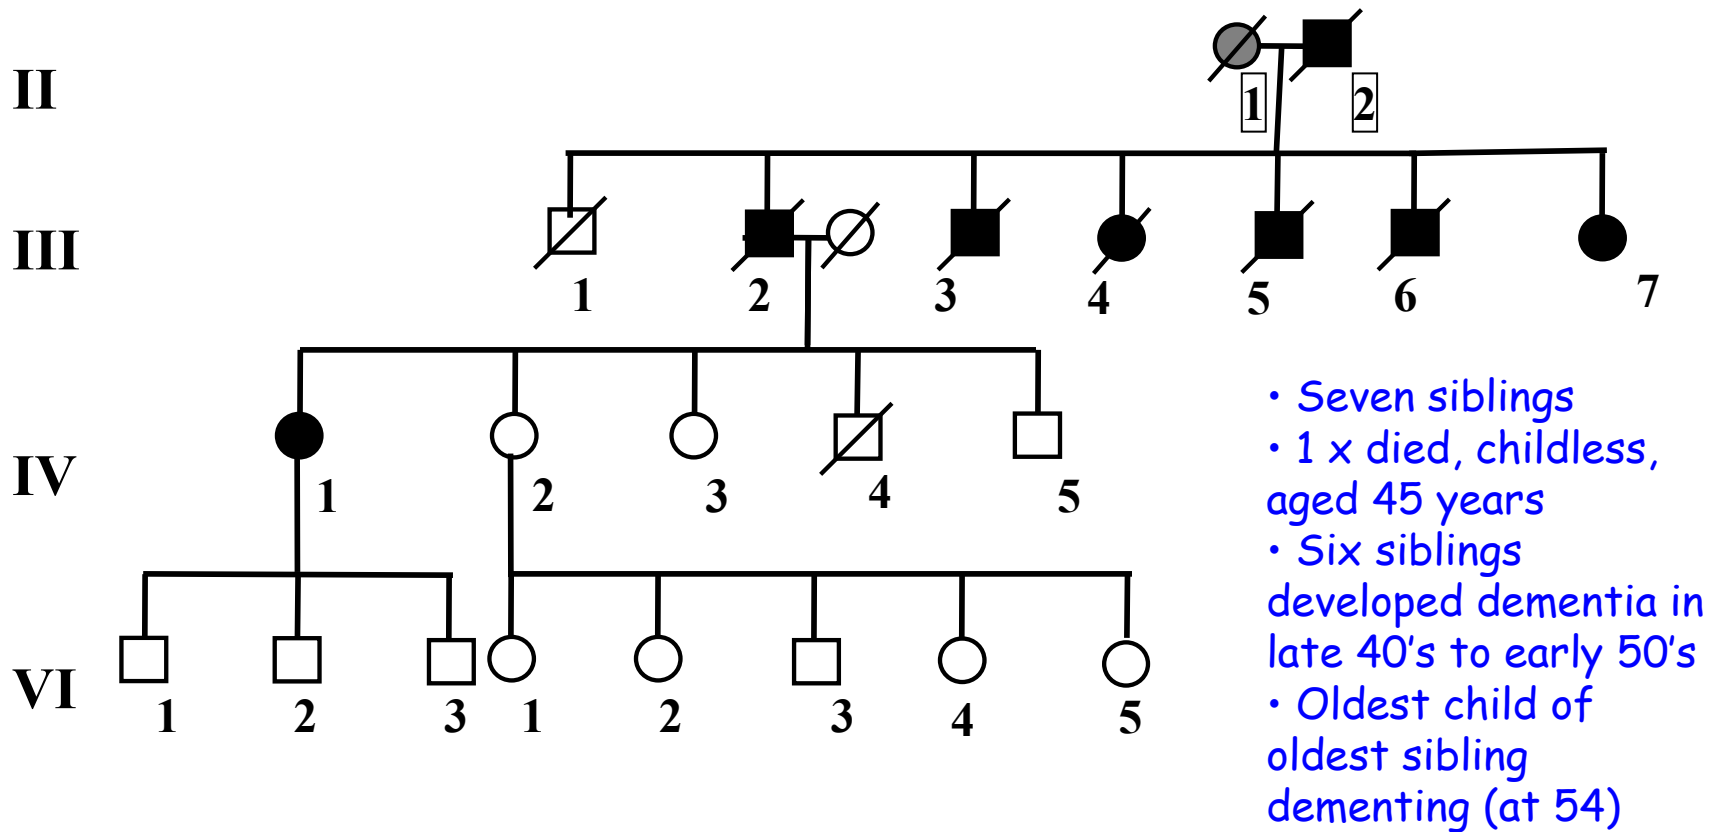 II
1 2
III
1 2 3 4 5 6 7
IV
1 2 3 4 5
VI
1 2 3 1 2 3 4 5
• Seven siblings
• 1 x died, childless,
aged 45 years
• Six siblings
developed dementia in
late 40's to early 50's
• Oldest child of
oldest sibling
dementing (at 54)